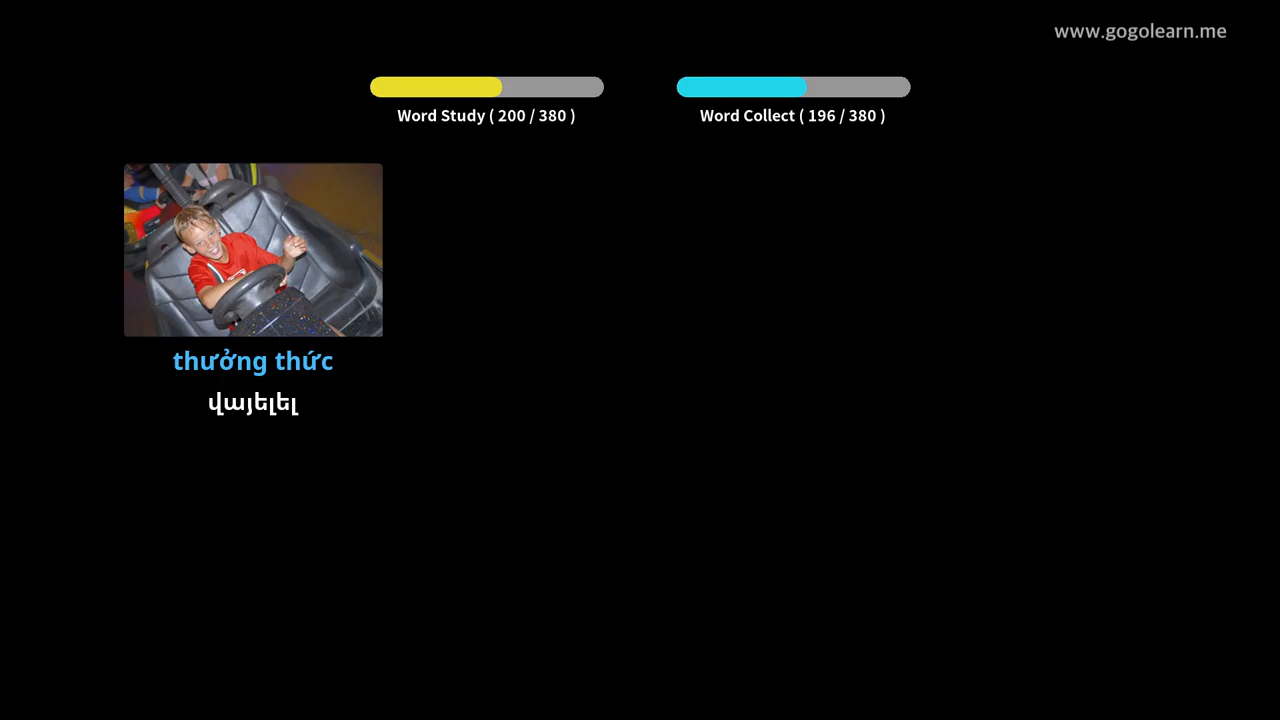 www.gogolearn.me
Word Study ( 200 / 380 )
Word Collect ( 196 / 380 )
thưởng thức
վայելել